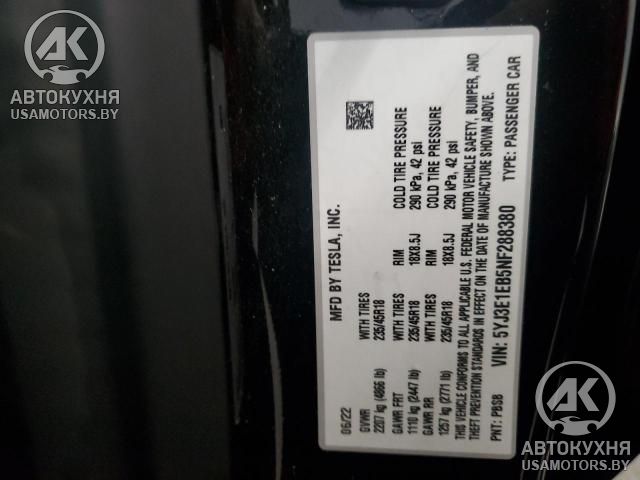 АК
АВТОКУХНЯ
USAMOTORS.BY
MFD BY TESLA, INC.
06/22
GVWR
2207 kg (4866 lb)
WITH TIRES
235/45R18
RIM
18X8.5J
COLD TIRE PRESSURE
290 kPa, 42 psi
GAWR FRT
1110 kg (2447 lb)
WITH TIRES
235/45R18
RIM
18X8.5J
COLD TIRE PRESSURE
290 kPa, 42 psi
GAWR RR
1257 kg (2771 lb)
WITH TIRES
235/45R18
THIS VEHICLE CONFORMS TO ALL APPLICABLE U.S. FEDERAL MOTOR VEHICLE SAFETY, BUMPER, AND
THEFT PREVENTION STANDARDS IN EFFECT ON THE DATE OF MANUFACTURE SHOWN ABOVE.
VIN: 5YJ3E1EB5NF288380
TYPE: PASSENGER CAR
PNT: PBSB
АК
АВТОКУХНЯ
USAMOTORS.BY